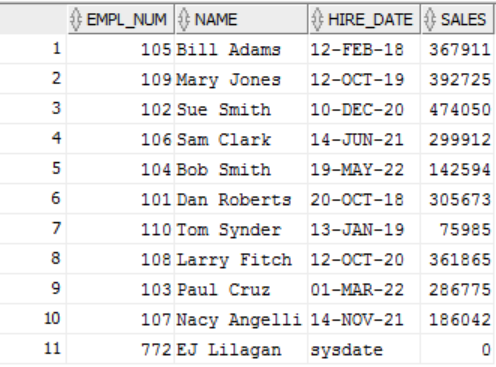 EMPL_NUM NAME HIRE_DATE SALES
1 105 Bill Adams 12-FEB-18 367911
2 109 Mary Jones 12-OCT-19 392725
3 102 Sue Smith 10-DEC-20 474050
4 106 Sam Clark 14-JUN-21 299912
5 104 Bob Smith 19-MAY-22 142594
6 101 Dan Roberts 20-OCT-18 305673
7 110 Tom Synder 13-JAN-19 75985
8 108 Larry Fitch 12-OCT-20 361865
9 103 Paul Cruz 01-MAR-22 286775
10 107 Nacy Angelli 14-NOV-21 186042
11 772 EJ Lilagan sysdate 0